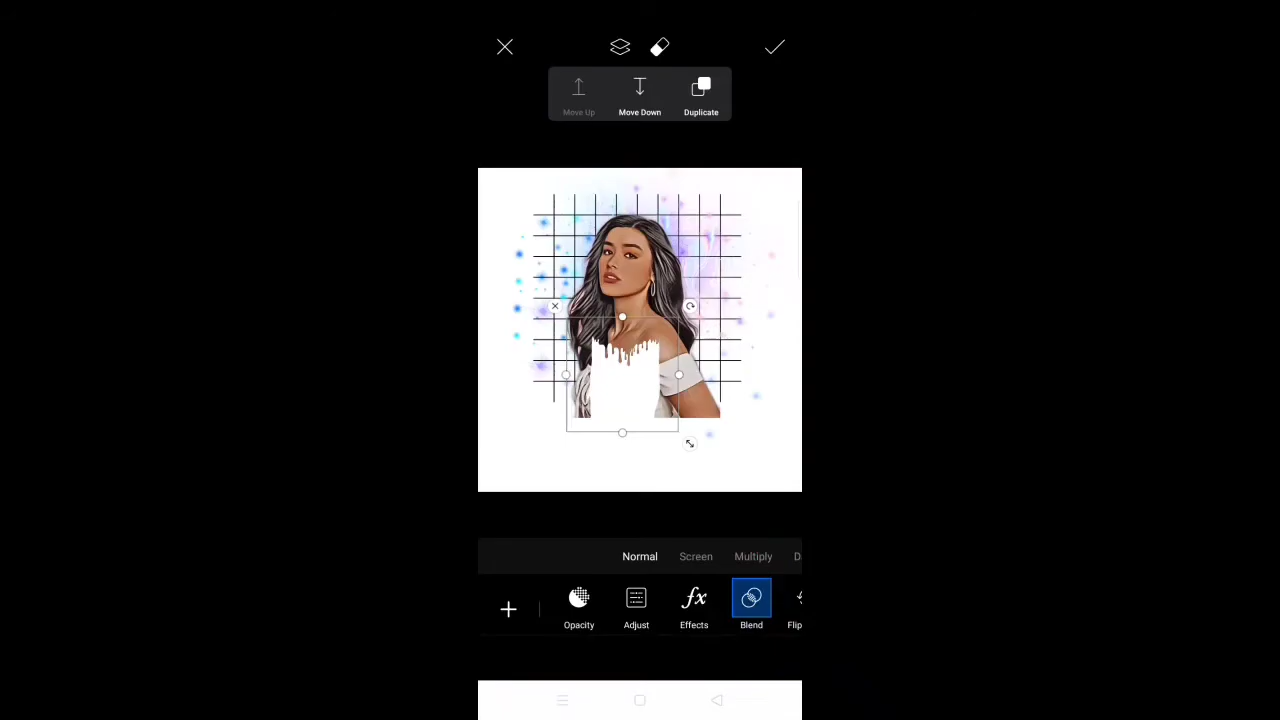 Move Up Move Down Duplicate
Normal Screen Multiply D
Opacity Adjust Effects Blend Flip